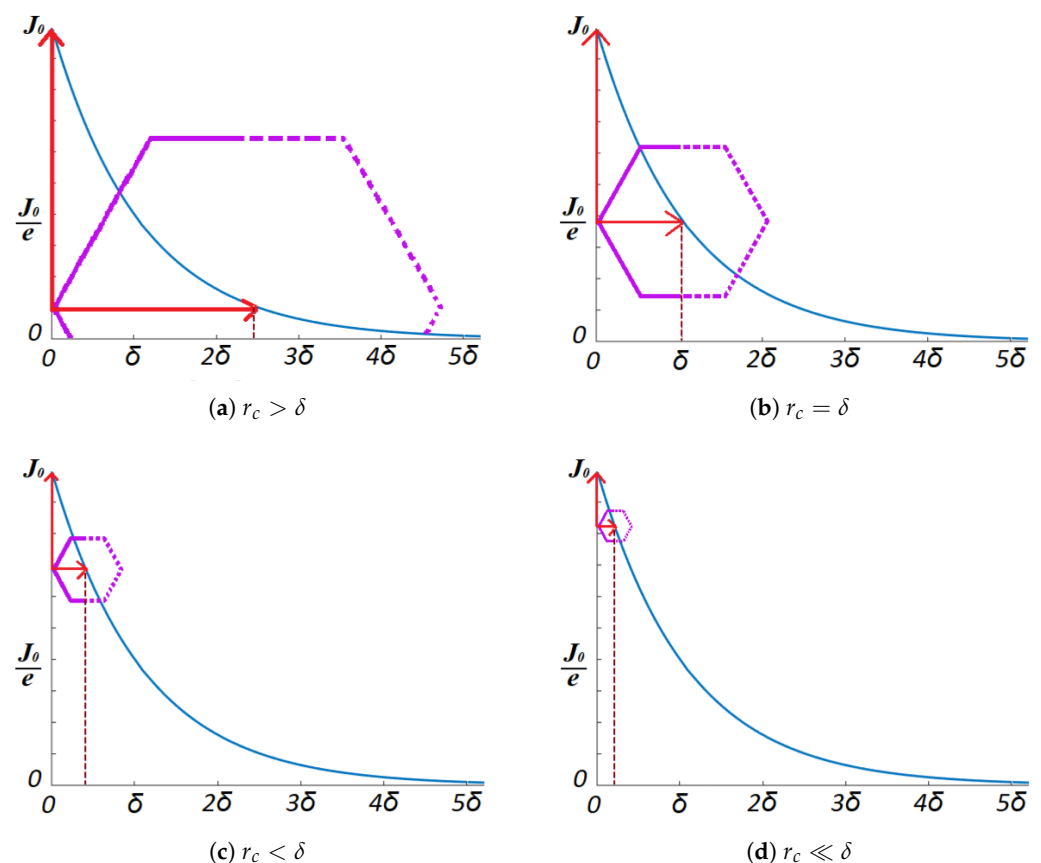 J₀
J₀
e
0
0 δ 2δ 3δ 4δ 5δ
(a) r_c > δ
J₀
J₀
e
0
0 δ 2δ 3δ 4δ 5δ
(b) r_c = δ
J₀
J₀
e
0
0 δ 2δ 3δ 4δ 5δ
(c) r_c < δ
J₀
J₀
e
0
0 δ 2δ 3δ 4δ 5δ
(d) r_c ≪ δ